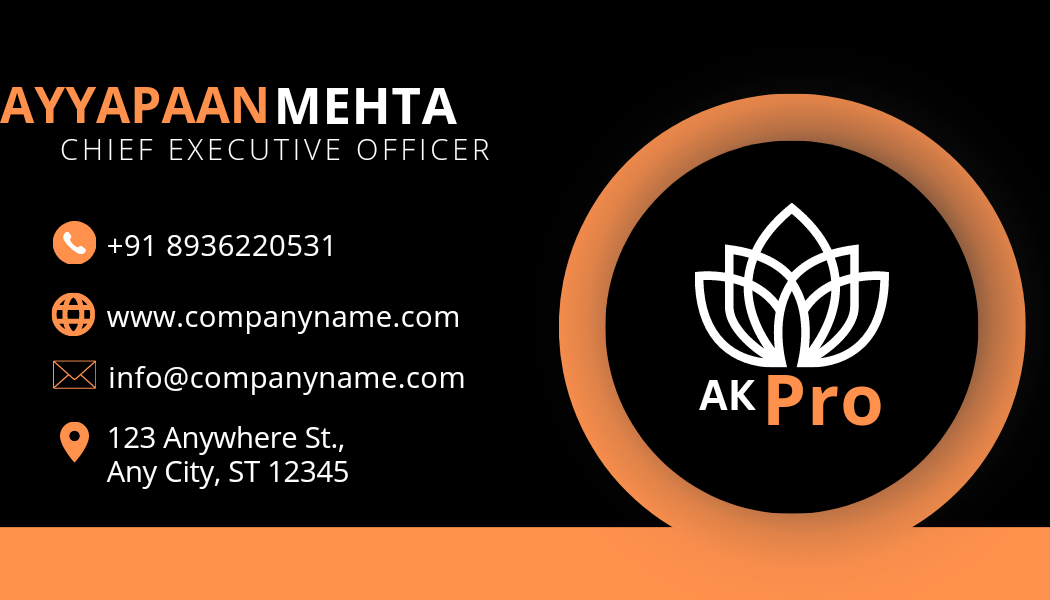 AYYAPAAN MEHTA
CHIEF EXECUTIVE OFFICER
+91 8936220531
www.companyname.com
info@companyname.com
123 Anywhere St.,
Any City, ST 12345
AK Pro